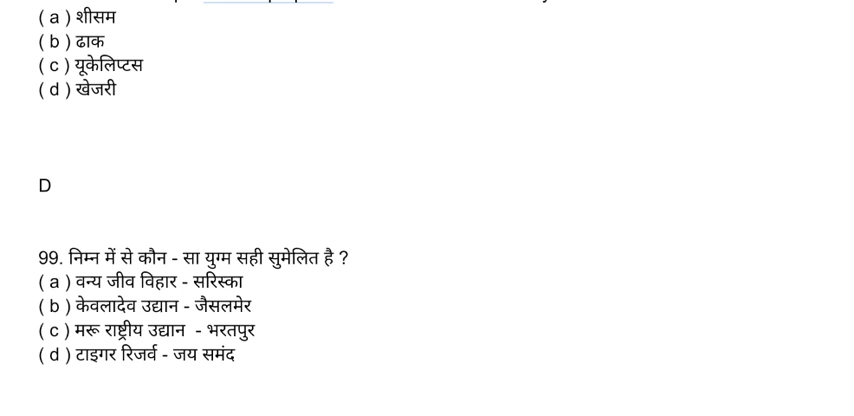 ( a ) शीसम
( b ) ढाक
( c ) यूकेलिप्टस
( d ) खेजरी
D
99. निम्न में से कौन - सा युग्म सही सुमेलित है ?
( a ) वन्य जीव विहार - सरिस्का
( b ) केवलादेव उद्यान - जैसलमेर
( c ) मरू राष्ट्रीय उद्यान - भरतपुर
( d ) टाइगर रिजर्व - जय समंद